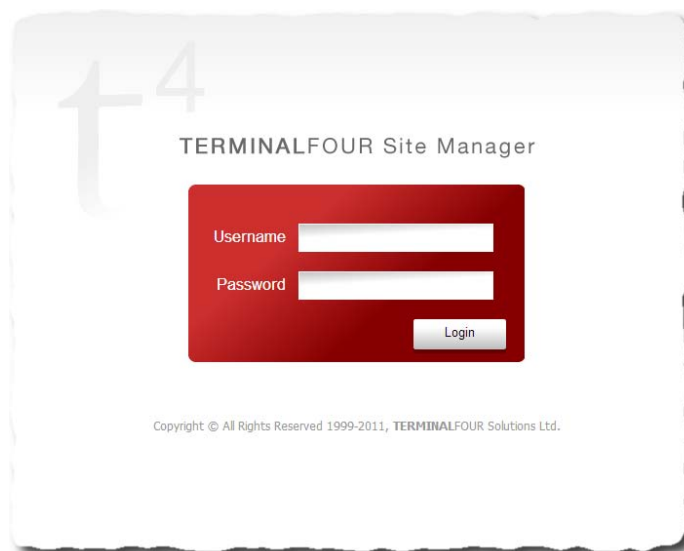 t4
TERMINALFOUR Site Manager
Username
Password
Login
Copyright © All Rights Reserved 1999-2011, TERMINALFOUR Solutions Ltd.